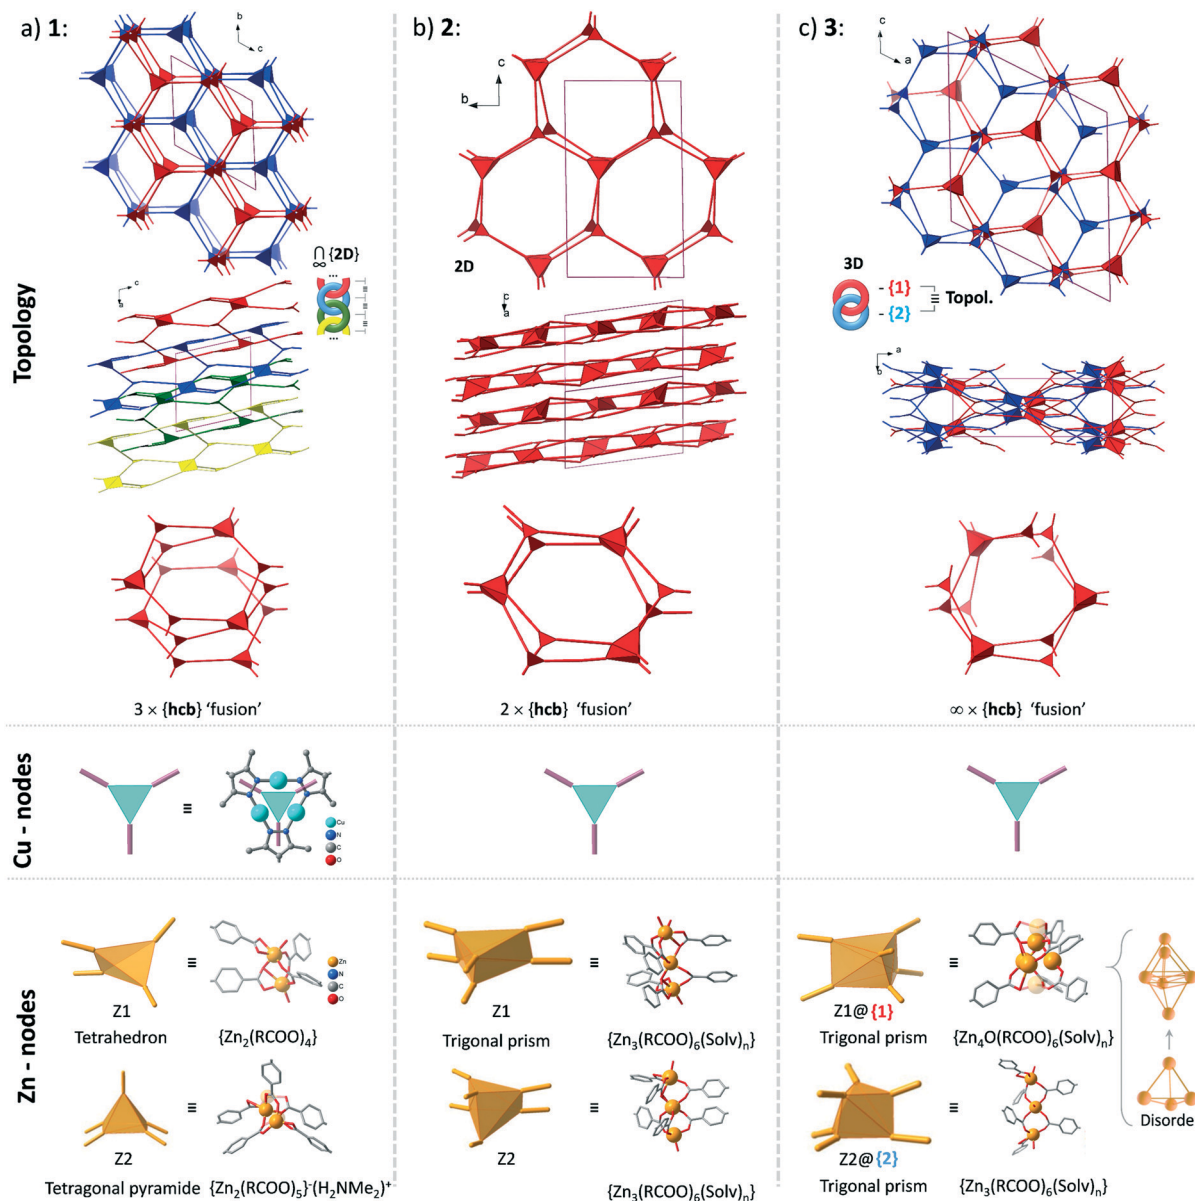 a) 1:
b) 2:
c) 3:
b
c
c
b
c
a
Topology
∩
∞
{2D}
...
≡
≡
≡
...
c
a
2D
c
a
3D
- {1}
- {2}
≡ Topol.
a
b
3 × {hcb} ‘fusion’
2 × {hcb} ‘fusion’
∞ × {hcb} ‘fusion’
Cu - nodes
≡
Cu
N
C
O
Zn - nodes
≡
Zn
N
C
O
Z1
Tetrahedron
{Zn2(RCOO)4}
≡
Z1
Trigonal prism
{Zn3(RCOO)6(Solv)n}
≡
Z1@ {1}
Trigonal prism
{Zn4O(RCOO)6(Solv)n}
≡
Z2
Tetragonal pyramide
{Zn2(RCOO)5}-(H2NMe2)+
≡
Z2
{Zn3(RCOO)6(Solv)n}
≡
Z2@ {2}
Trigonal prism
{Zn3(RCOO)6(Solv)n}
Disorde